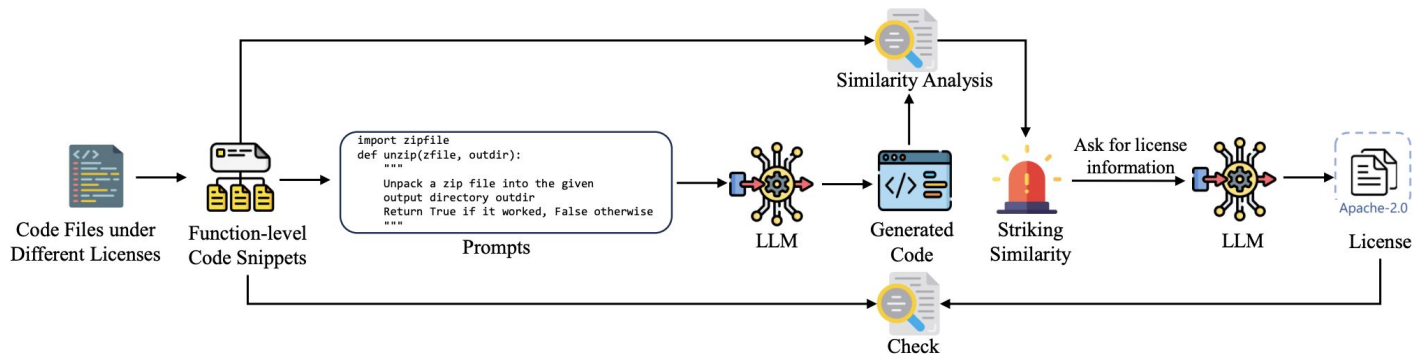 Code Files under
Different Licenses
Function-level
Code Snippets
import zipfile
def unzip(zfile, outdir):
"""
Unpack a zip file into the given
output directory outdir
Return True if it worked, False otherwise
"""
Prompts
LLM
Similarity Analysis
</>
Generated
Code
Striking
Similarity
Ask for license
information
LLM
Apache-2.0
License
Check